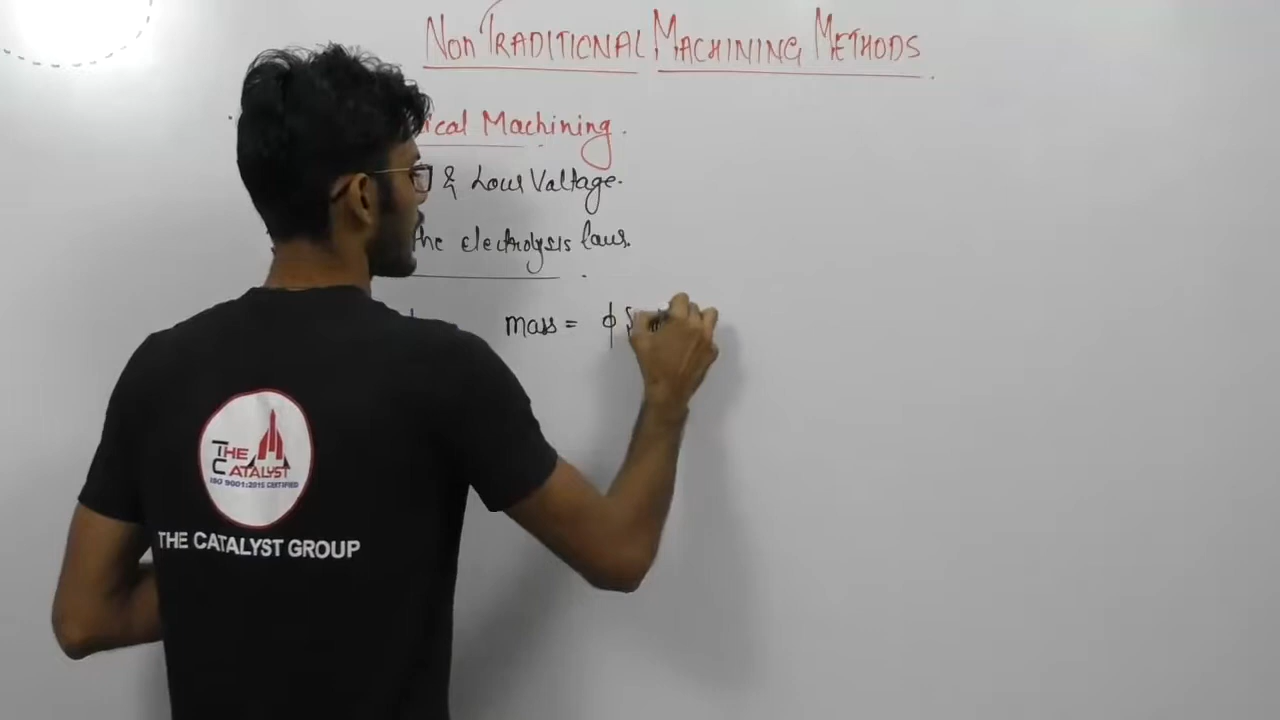 Non TRADITIONAL MACHINING METHODS
ical Machining.
& Low Valtage.
the electrolysis laws.
mass = ϕ {
THE
CATALYST
ISO 9001:2015 CERTIFIED
THE CATALYST GROUP